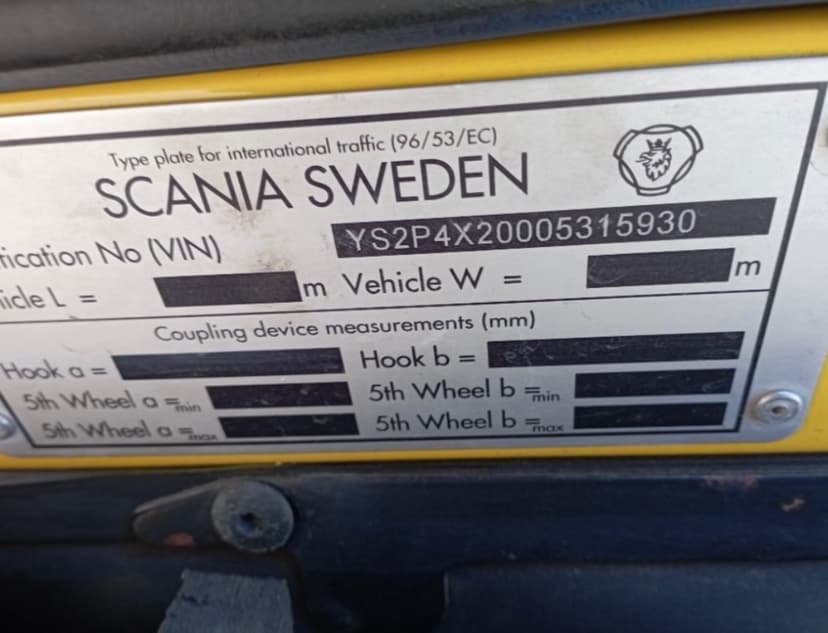 Type plate for international traffic (96/53/EC)
SCANIA SWEDEN
fication No (VIN) YS2P4X20005315930
icle L = m Vehicle W = m
Coupling device measurements (mm)
Hook a = Hook b =
5th Wheel a =min 5th Wheel b =min
5th Wheel a =max 5th Wheel b =max